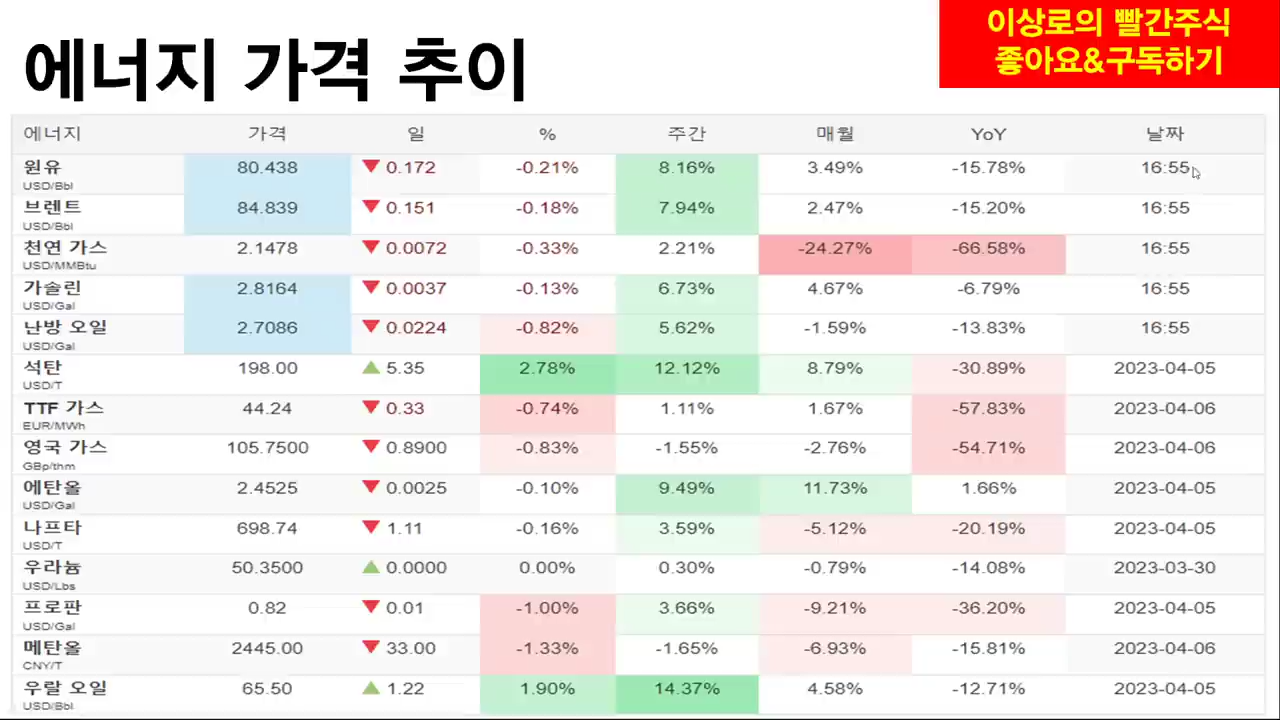 이상로의 빨간주식
좋아요&구독하기
에너지 가격 추이
에너지 가격 일 % 주간 매월 YoY 날짜
원유 80.438 ▼ 0.172 -0.21% 8.16% 3.49% -15.78% 16:55
USD/Bbl
브렌트 84.839 ▼ 0.151 -0.18% 7.94% 2.47% -15.20% 16:55
USD/Bbl
천연 가스 2.1478 ▼ 0.0072 -0.33% 2.21% -24.27% -66.58% 16:55
USD/MMBtu
가솔린 2.8164 ▼ 0.0037 -0.13% 6.73% 4.67% -6.79% 16:55
USD/Gal
난방 오일 2.7086 ▼ 0.0224 -0.82% 5.62% -1.59% -13.83% 16:55
USD/Gal
석탄 198.00 ▲ 5.35 2.78% 12.12% 8.79% -30.89% 2023-04-05
USD/T
TTF 가스 44.24 ▼ 0.33 -0.74% 1.11% 1.67% -57.83% 2023-04-06
EUR/MWh
영국 가스 105.7500 ▼ 0.8900 -0.83% -1.55% -2.76% -54.71% 2023-04-06
GBp/thm
에탄올 2.4525 ▼ 0.0025 -0.10% 9.49% 11.73% 1.66% 2023-04-05
USD/Gal
나프타 698.74 ▼ 1.11 -0.16% 3.59% -5.12% -20.19% 2023-04-05
USD/T
우라늄 50.3500 ▲ 0.0000 0.00% 0.30% -0.79% -14.08% 2023-03-30
USD/Lbs
프로판 0.82 ▼ 0.01 -1.00% 3.66% -9.21% -36.20% 2023-04-05
USD/Gal
메탄올 2445.00 ▼ 33.00 -1.33% -1.65% -6.93% -15.81% 2023-04-06
CNY/T
우랄 오일 65.50 ▲ 1.22 1.90% 14.37% 4.58% -12.71% 2023-04-05
USD/Bbl